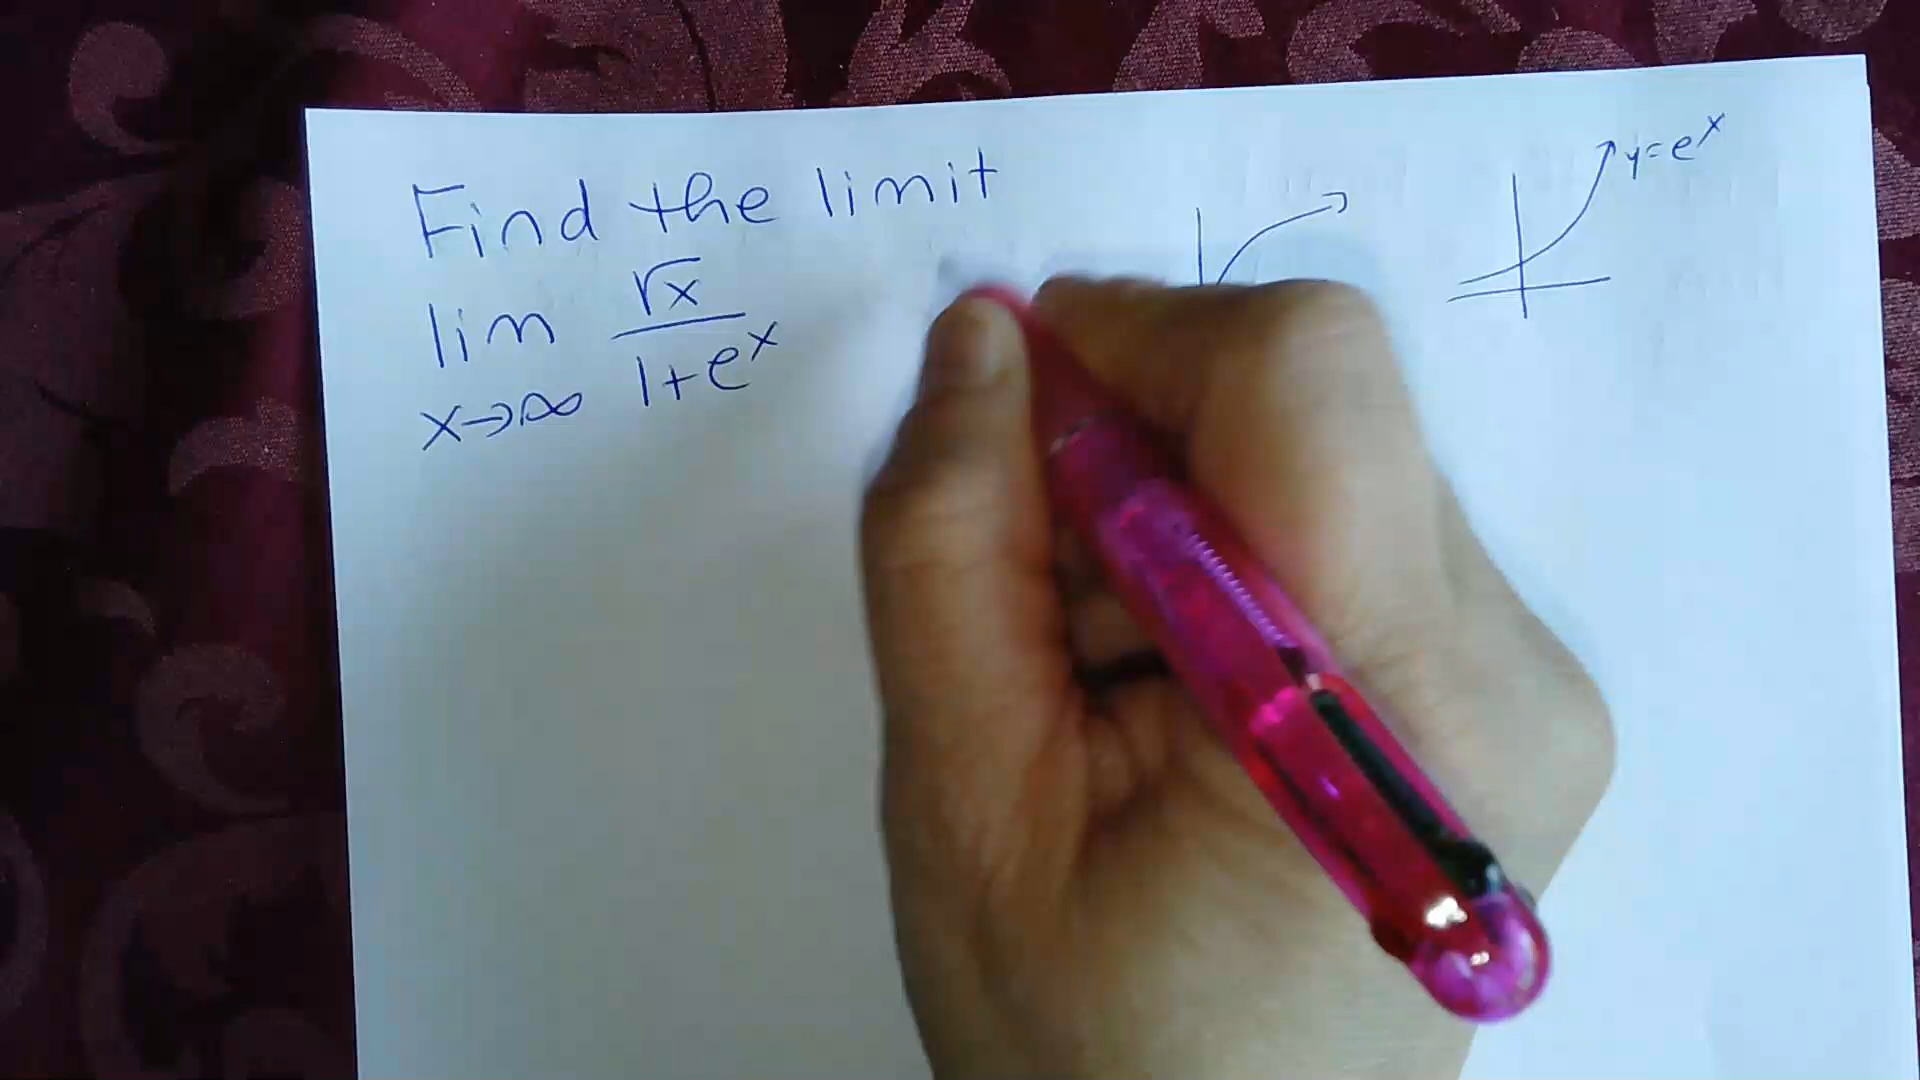 Find the limit
lim √x / 1+e^x
x→∞
y=e^x